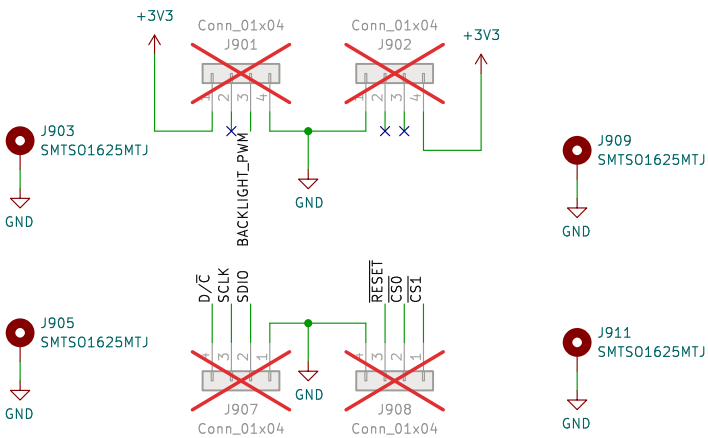 +3V3
Conn_01x04
J901
1
2
3
4
Conn_01x04
J902
1
2
3
4
+3V3
J903
SMTSO1625MTJ
GND
BACKLIGHT_PWM
GND
J909
SMTSO1625MTJ
GND
D/C
SCLK
SDIO
RESET
CS0
CS1
J905
SMTSO1625MTJ
GND
4
3
2
1
J907
Conn_01x04
GND
4
3
2
1
J908
Conn_01x04
J911
SMTSO1625MTJ
GND